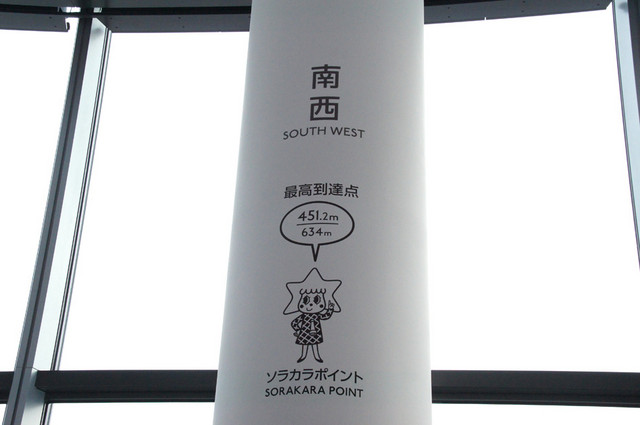 南
西
SOUTH WEST
最高到達点
451.2m
634m
ソラカラポイント
SORAKARA POINT